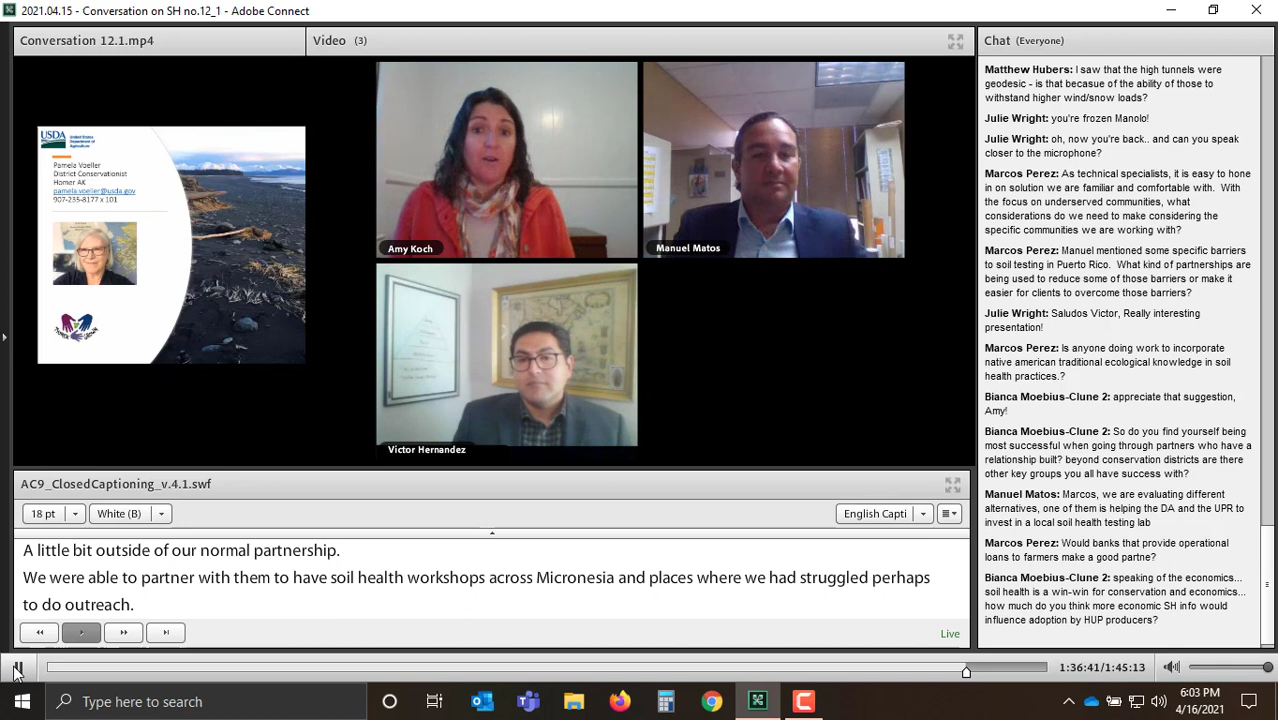 2021.04.15 - Conversation on SH no.12_1 - Adobe Connect
Conversation 12.1.mp4
Video (3)
USDA
United States
Department of
Agriculture
Pamela Voeller
District Conservationist
Homer AK
pamela.voeller@usda.gov
907-235-8177 x 101
Amy Koch
Manuel Matos
Victor Hernandez
AC9_ClosedCaptioning_v.4.1.swf
18 pt
White (B)
English Capti
A little bit outside of our normal partnership.
We were able to partner with them to have soil health workshops across Micronesia and places where we had struggled perhaps
to do outreach.
Live
Chat (Everyone)
Matthew Hubers: I saw that the high tunnels were
geodesic - is that becasue of the ability of those to
withstand higher wind/snow loads?
Julie Wright: you're frozen Manolo!
Julie Wright: oh, now you're back.. and can you speak
closer to the microphone?
Marcos Perez: As technical specialists, it is easy to hone
in on solution we are familiar and comfortable with. With
the focus on underserved communities, what
considerations do we need to make considering the
specific communities we are working with?
Marcos Perez: Manuel mentioned some specific barriers
to soil testing in Puerto Rico. What kind of partnerships are
being used to reduce some of those barriers or make it
easier for clients to overcome those barriers?
Julie Wright: Saludos Victor, Really interesting
presentation!
Marcos Perez: Is anyone doing work to incorporate
native american traditional ecological knowledge in soil
health practices.?
Bianca Moebius-Clune 2: appreciate that suggestion,
Amy!
Bianca Moebius-Clune 2: So do you find yourself being
most successful when going through partners who have a
relationship built? beyond conservation districts are there
other key groups you all have success with?
Manuel Matos: Marcos, we are evaluating different
alternatives, one of them is helping the DA and the UPR to
invest in a local soil health testing lab
Marcos Perez: Would banks that provide operational
loans to farmers make a good partne?
Bianca Moebius-Clune 2: speaking of the economics...
soil health is a win-win for conservation and economics...
how much do you think more economic SH info would
influence adoption by HUP producers?
1:36:41/1:45:13
Type here to search
6:03 PM
4/16/2021